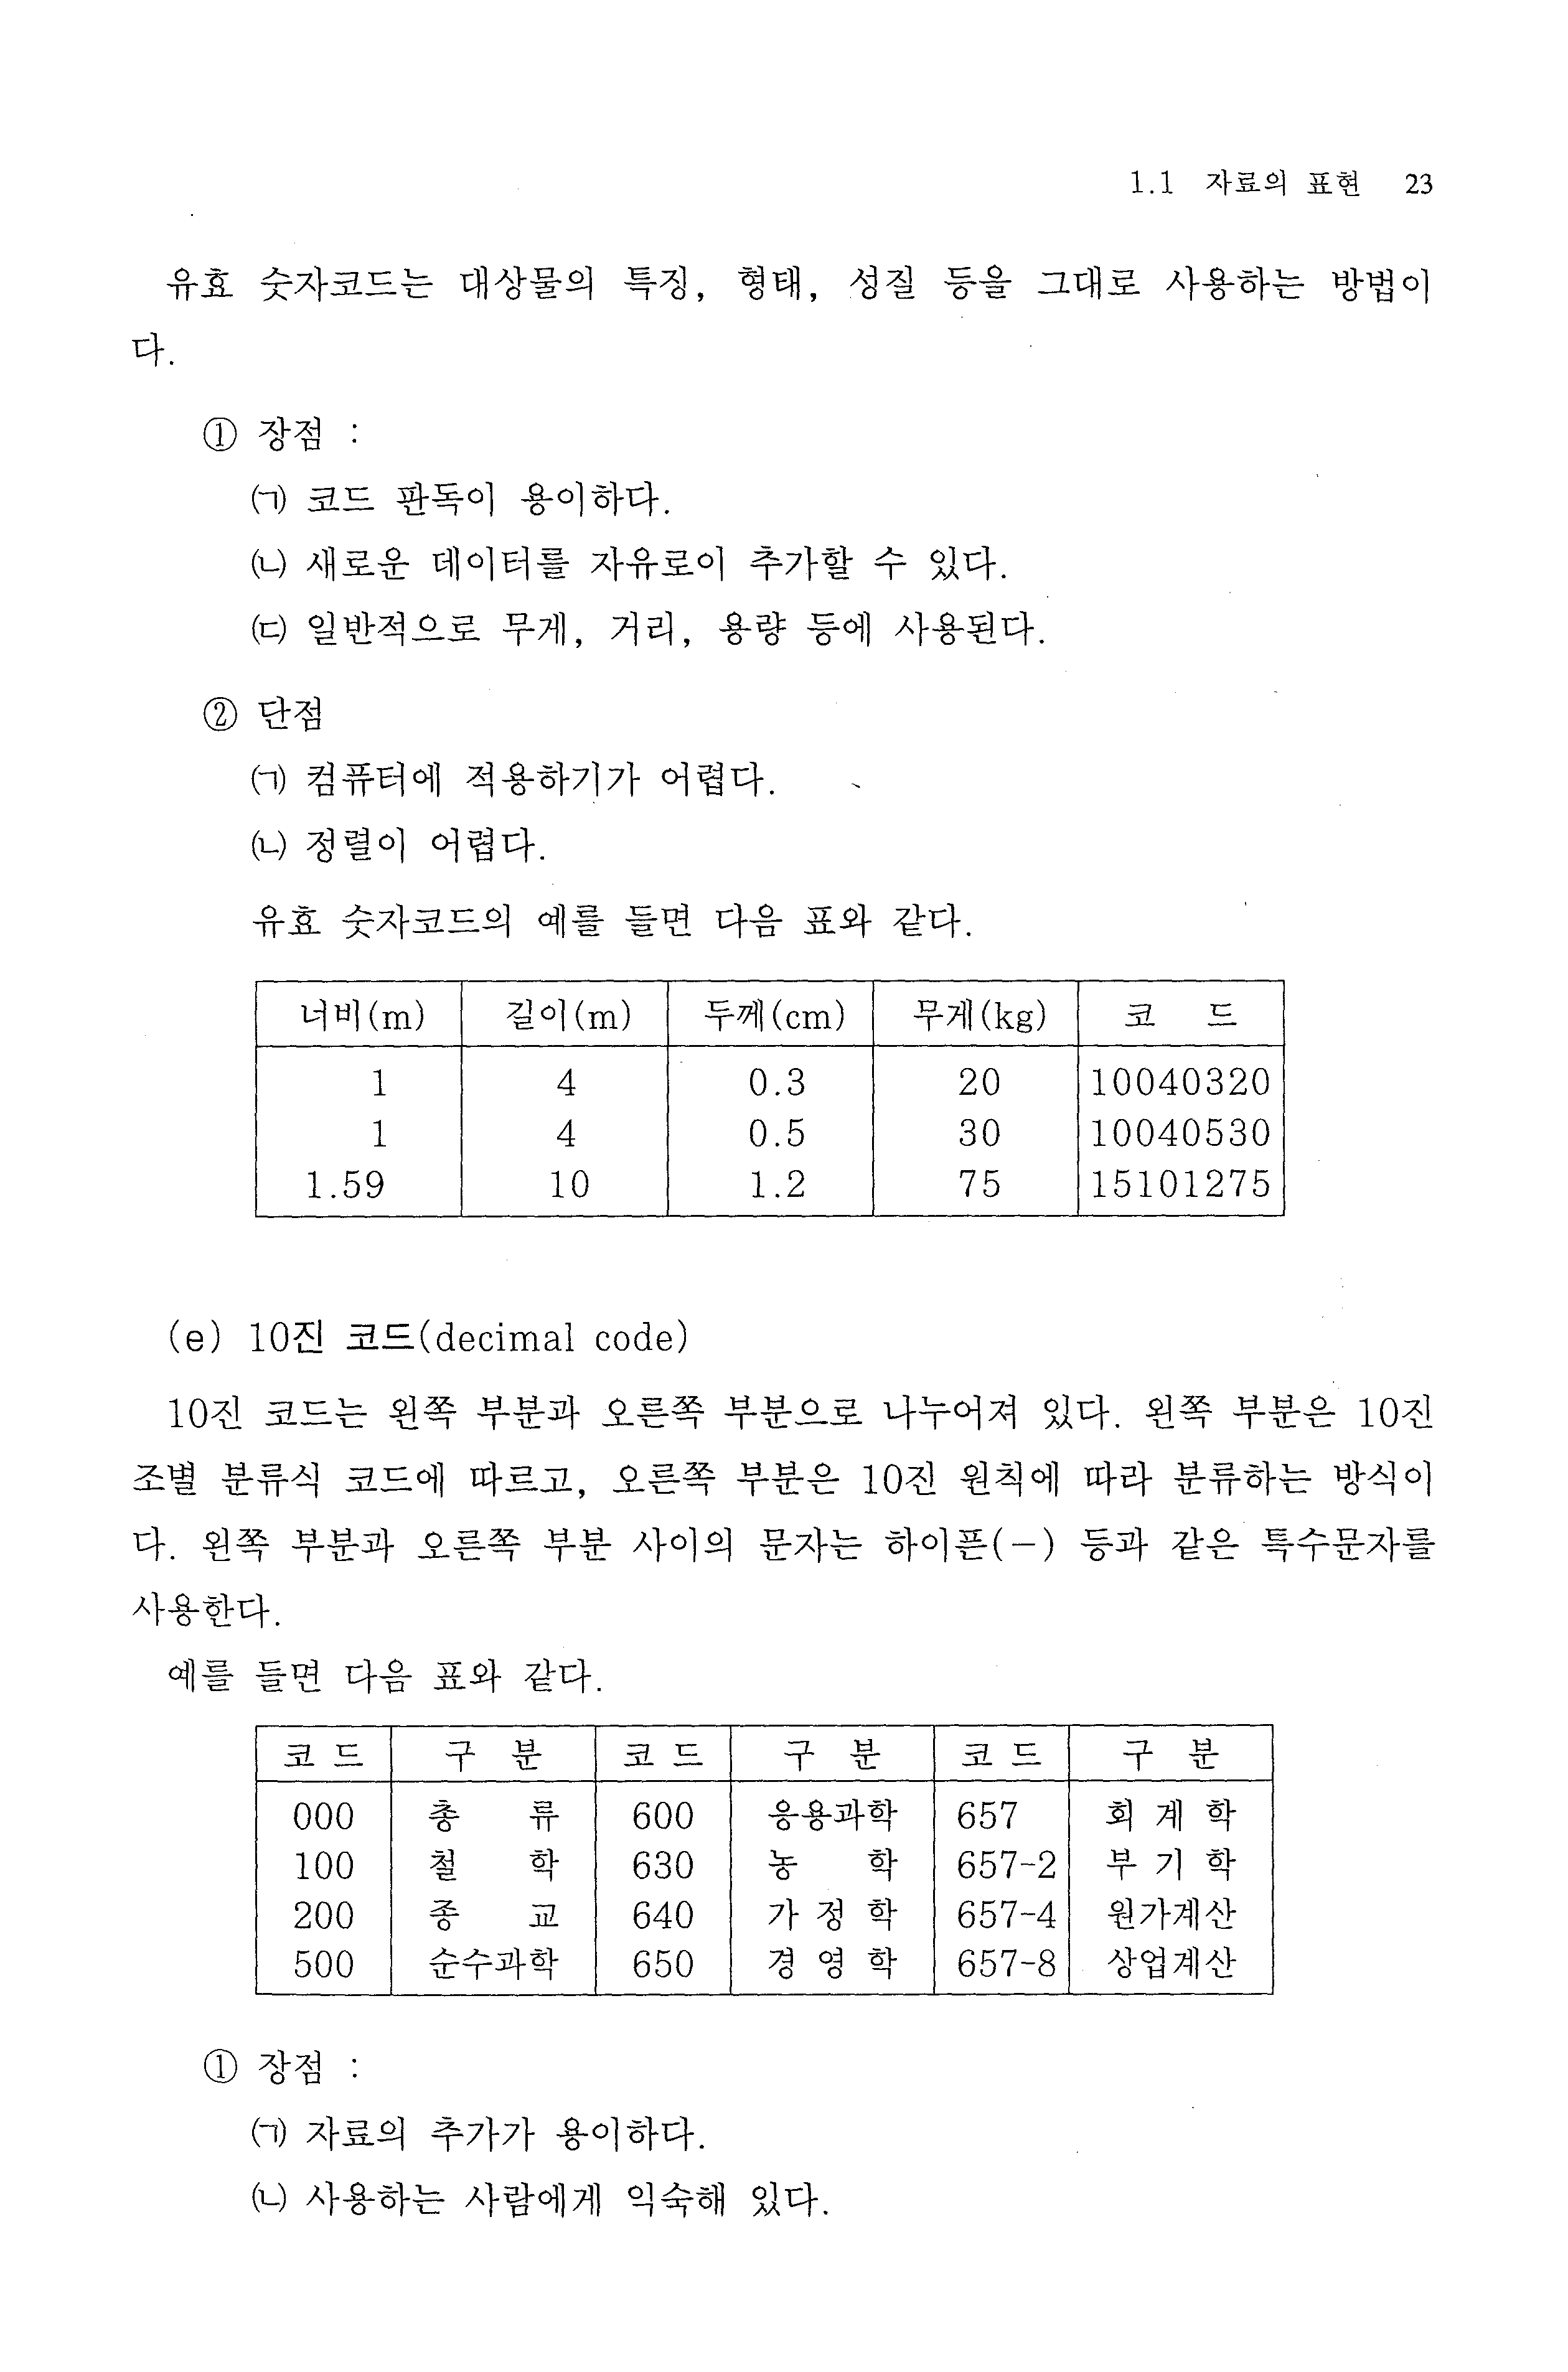 1.1 자료의 표현 23
유효 숫자코드는 대상물의 특징, 형태, 성질 등을 그대로 사용하는 방법이
다.
① 장점 :
㈀ 코드 판독이 용이하다.
㈁ 새로운 데이터를 자유로이 추가할 수 있다.
㈂ 일반적으로 무게, 거리, 용량 등에 사용된다.
② 단점
㈀ 컴퓨터에 적용하기가 어렵다.
㈁ 정렬이 어렵다.
유효 숫자코드의 예를 들면 다음 표와 같다.
너비(m) 길이(m) 두께(cm) 무게(kg) 코 드
1 4 0.3 20 10040320
1 4 0.5 30 10040530
1.59 10 1.2 75 15101275
(e) 10진 코드(decimal code)
10진 코드는 왼쪽 부분과 오른쪽 부분으로 나누어져 있다. 왼쪽 부분은 10진
조별 분류식 코드에 따르고, 오른쪽 부분은 10진 원칙에 따라 분류하는 방식이
다. 왼쪽 부분과 오른쪽 부분 사이의 문자는 하이픈(-) 등과 같은 특수문자를
사용한다.
예를 들면 다음 표와 같다.
코 드 구 분 코 드 구 분 코 드 구 분
000 총 류 600 응용과학 657 회 계 학
100 철 학 630 농 학 657-2 부 기 학
200 종 교 640 가 정 학 657-4 원가계산
500 순수과학 650 경 영 학 657-8 상업계산
① 장점 :
㈀ 자료의 추가가 용이하다.
㈁ 사용하는 사람에게 익숙해 있다.